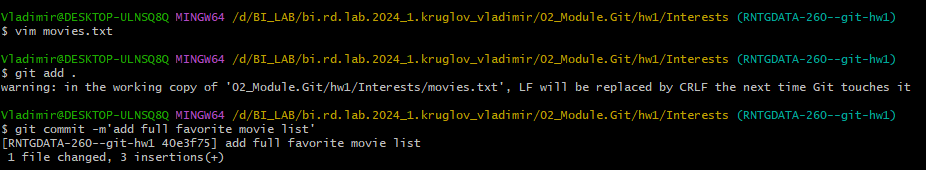 Vladimir@DESKTOP-ULNSQ8Q MINGW64 /d/BI_LAB/bi.rd.lab.2024_1.kruglov_vladimir/02_Module.Git/hw1/Interests (RNTGDATA-260--git-hw1)
$ vim movies.txt
Vladimir@DESKTOP-ULNSQ8Q MINGW64 /d/BI_LAB/bi.rd.lab.2024_1.kruglov_vladimir/02_Module.Git/hw1/Interests (RNTGDATA-260--git-hw1)
$ git add .
warning: in the working copy of '02_Module.Git/hw1/Interests/movies.txt', LF will be replaced by CRLF the next time Git touches it
Vladimir@DESKTOP-ULNSQ8Q MINGW64 /d/BI_LAB/bi.rd.lab.2024_1.kruglov_vladimir/02_Module.Git/hw1/Interests (RNTGDATA-260--git-hw1)
$ git commit -m'add full favorite movie list'
[RNTGDATA-260--git-hw1 40e3f75] add full favorite movie list
 1 file changed, 3 insertions(+)